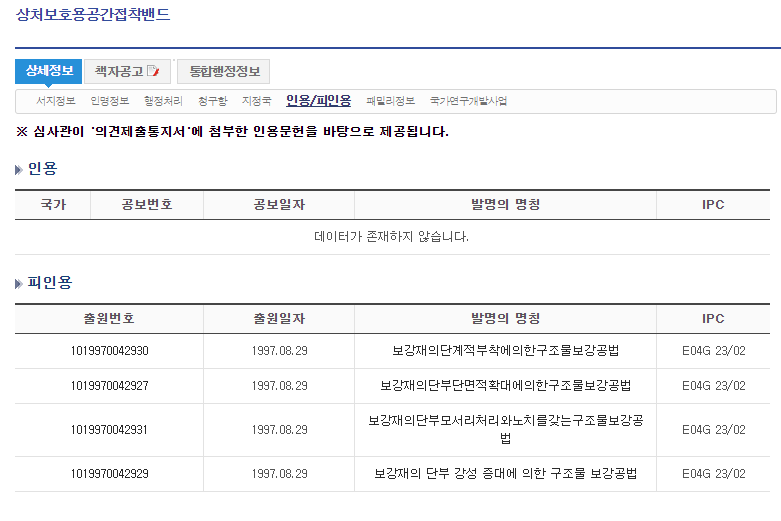 상처보호용공간접착밴드
상세정보 책자공고 통합행정정보
서지정보 인명정보 행정처리 청구항 지정국 인용/피인용 패밀리정보 국가연구개발사업
※ 심사관이 '의견제출통지서'에 첨부한 인용문헌을 바탕으로 제공됩니다.
인용
국가 공보번호 공보일자 발명의 명칭 IPC
데이터가 존재하지 않습니다.
피인용
출원번호 출원일자 발명의 명칭 IPC
1019970042930 1997.08.29 보강재의단계적부착에의한구조물보강공법 E04G 23/02
1019970042927 1997.08.29 보강재의단부단면적확대에의한구조물보강공법 E04G 23/02
1019970042931 1997.08.29 보강재의단부모서리처리와노치를갖는구조물보강공
법 E04G 23/02
1019970042929 1997.08.29 보강재의 단부 강성 증대에 의한 구조물 보강공법 E04G 23/02